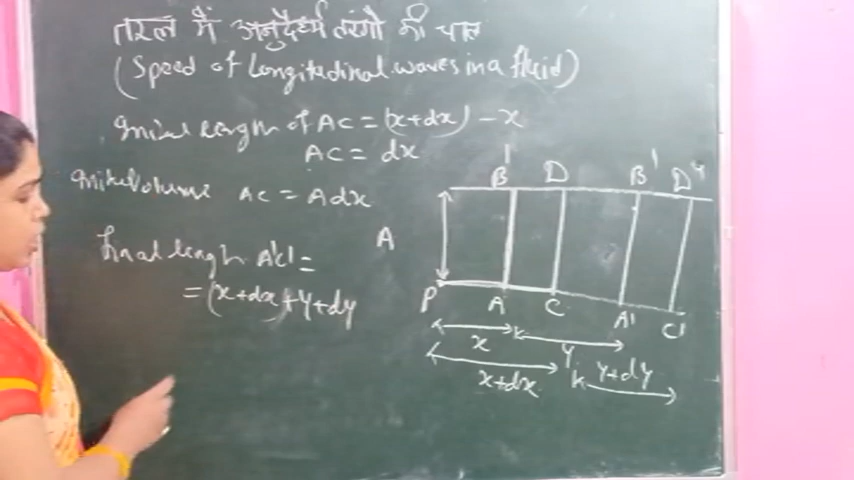 तरल में अनुदैर्ध्य तरंगों की चाल
(Speed of Longitudinal waves in a fluid)
Initial length of AC = (x+dx) - x
AC = dx
Initial Volume AC = Adx
final length A'C' =
= (x+dx)+y+dy
B' D B' D'
A
P A C A' C'
x y
x+dx y+dy